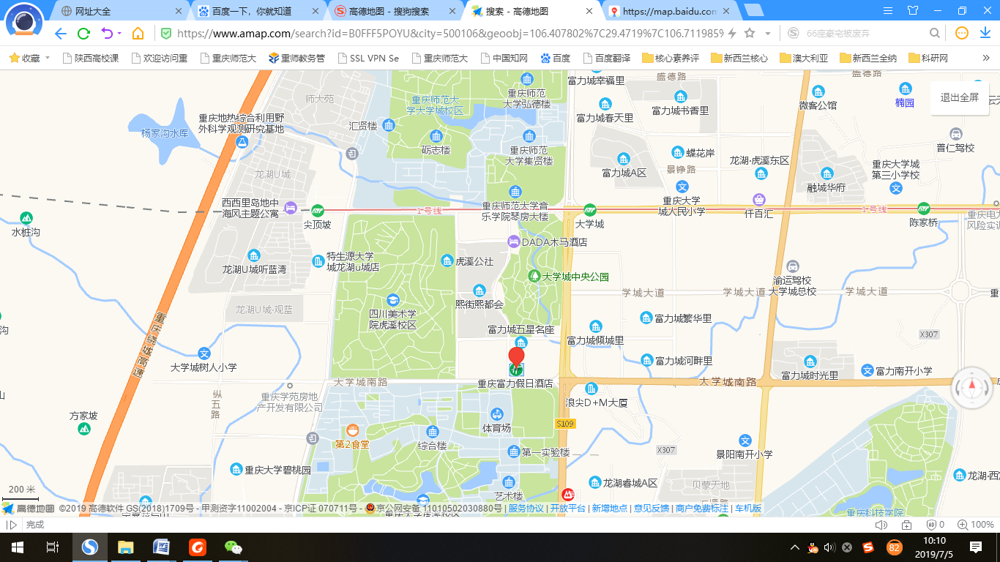 网址大全
百度一下，你就知道
高德地图 - 搜狗搜索
搜索 - 高德地图
https://map.baidu.com
https://www.amap.com/search?id=B0FFF5POYU&city=500106&geoobj=106.407802%7C29.4719%7C106.711985%
66座豪宅被废弃
收藏
陕西高校课
欢迎访问重
重庆师范大
重师教务管
SSL VPN Se
重庆师范大
中国知网
百度
百度翻译
核心素养评
新西兰核心
澳大利亚
新西兰全纳
科研网
退出全屏
师大苑
重庆师范大
学大学城校区
重庆师范
大学弘德楼
富力城幸福里
盛德路
盛德路
富力城书香里
微客公馆
楠园
杨家沟水库
重庆地热综合利用野
外科学观测研究基地
汇贤楼
砺志楼
重庆师范
大学集贤楼
富力城春天里
普仁驾校
龙湖U城
富力城A区
蝶花岸
景铮路
龙湖·虎溪东区
融城华府
重庆大学城
第三小学校
西西里岛地中
海风主题公寓
重庆师范大学音
乐学院琴房大楼
重庆大学
城人民小学
仟百汇
水桩沟
尖顶坡
1号线
大学城
1号线
陈家桥
重庆电大
风险实训
DADA木马酒店
龙湖U城听蓝湾
特生源大学
城龙湖u城店
虎溪公社
大学城中央公园
渝运驾校
大学城总校
熙街熙都会
学城大道
学城大道
学城大道
龙湖U城·观蓝
四川美术学
院虎溪校区
富力城五星名座
富力城倾城里
富力城繁华里
X307
重庆绕城高速
大学城树人小学
富力城河畔里
富力城时光里
富力南开小学
重庆富力假日酒店
大学城南路
大学城南路
浪尖D+M大厦
重庆学苑房地
产开发有限公司
纵五路
方家坡
体育场
S109
第2食堂
综合楼
第一实验楼
X307
景阳南开小学
重庆大学碧桃园
龙湖睿城A区
贝蒙天地
艺术楼
重庆科技学院
200 米
高德地图 ©2019 高德软件 GS(2018)1709号 - 甲测资字11002004 - 京ICP证 070711号 - 京公网安备 11010502030880号 | 服务协议 | 开放平台 | 新增地点 | 意见反馈 | 商户免费标注 | 车机版
重庆大学虎溪校区
完成
0
100%
82
10:10
2019/7/5